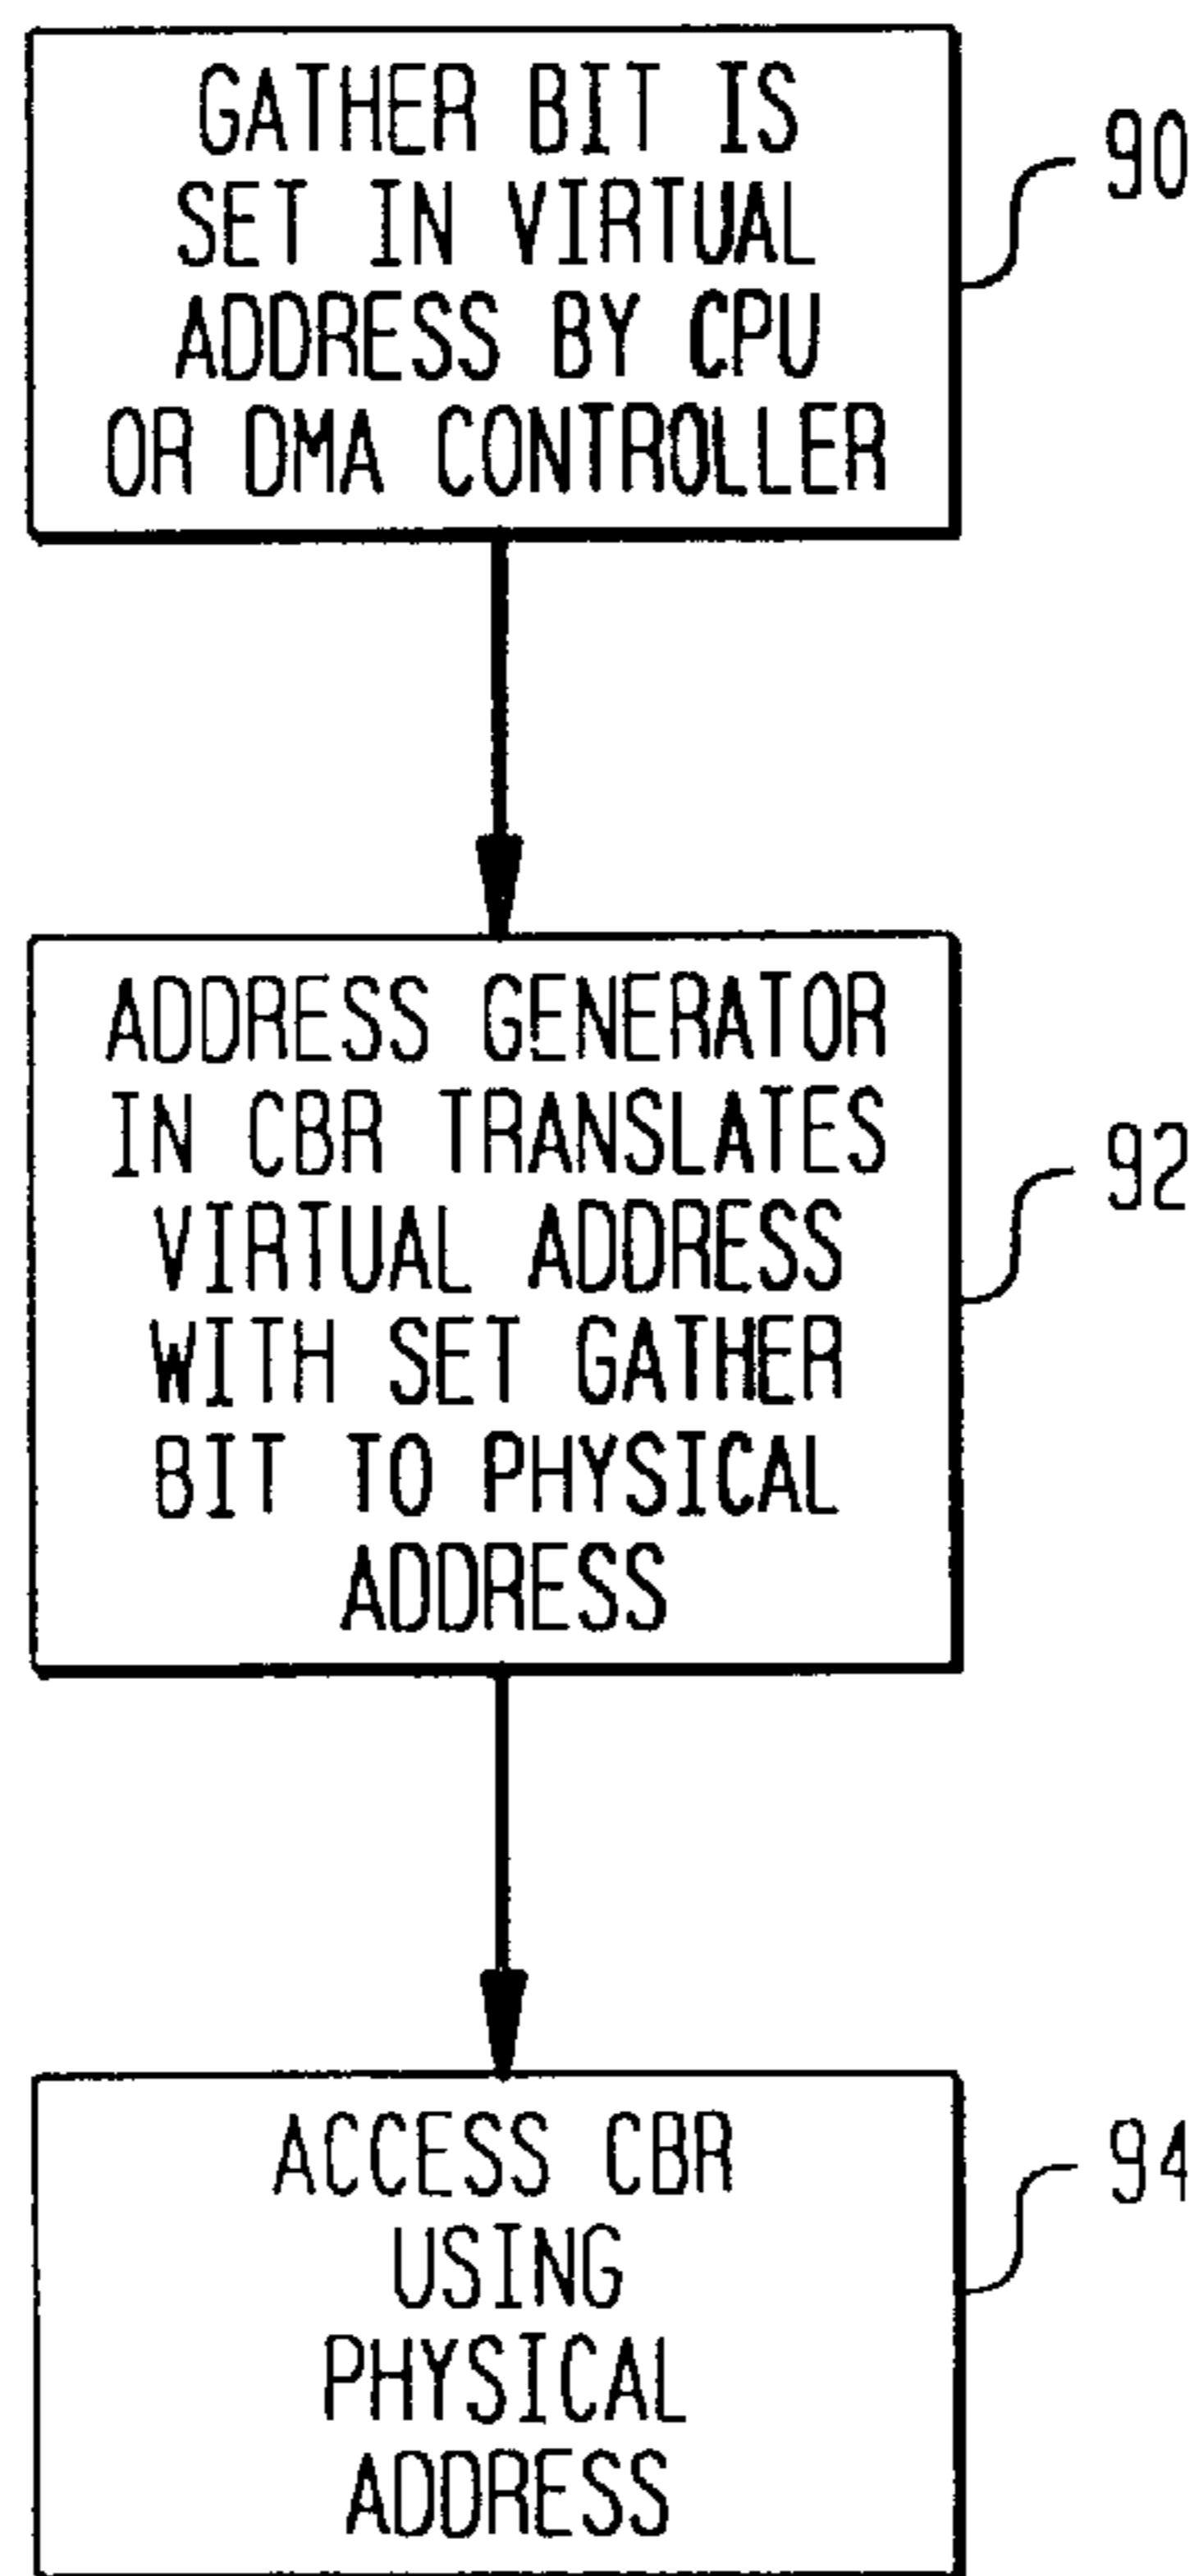 GATHER BIT IS
SET IN VIRTUAL
ADDRESS BY CPU
OR DMA CONTROLLER
90
ADDRESS GENERATOR
IN CBR TRANSLATES
VIRTUAL ADDRESS
WITH SET GATHER
BIT TO PHYSICAL
ADDRESS
92
ACCESS CBR
USING
PHYSICAL
ADDRESS
94